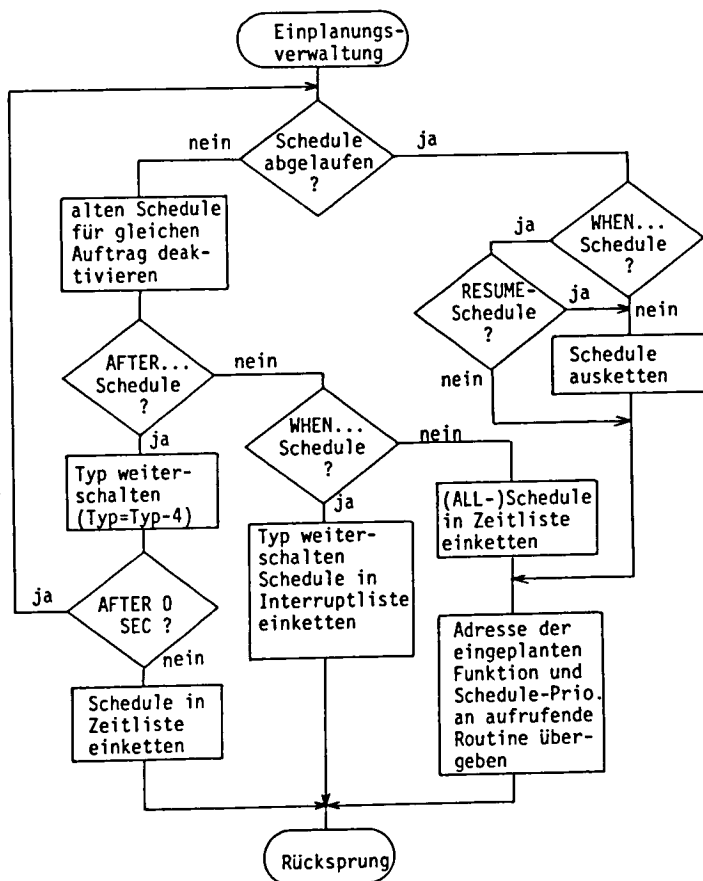 Einplanungs-
verwaltung
nein
Schedule
abgelaufen
?
ja
alten Schedule
für gleichen
Auftrag deak-
tivieren
ja
WHEN...
Schedule
?
RESUME-
Schedule
?
ja
nein
nein
Schedule
ausketten
AFTER...
Schedule
?
nein
ja
WHEN...
Schedule
?
nein
ja
Typ weiter-
schalten
(Typ=Typ-4)
(ALL-)Schedule
in Zeitliste
einketten
Typ weiter-
schalten
Schedule in
Interruptliste
einketten
ja
AFTER 0
SEC ?
nein
Adresse der
eingeplanten
Funktion und
Schedule-Prio.
an aufrufende
Routine über-
geben
Schedule in
Zeitliste
einketten
Rücksprung